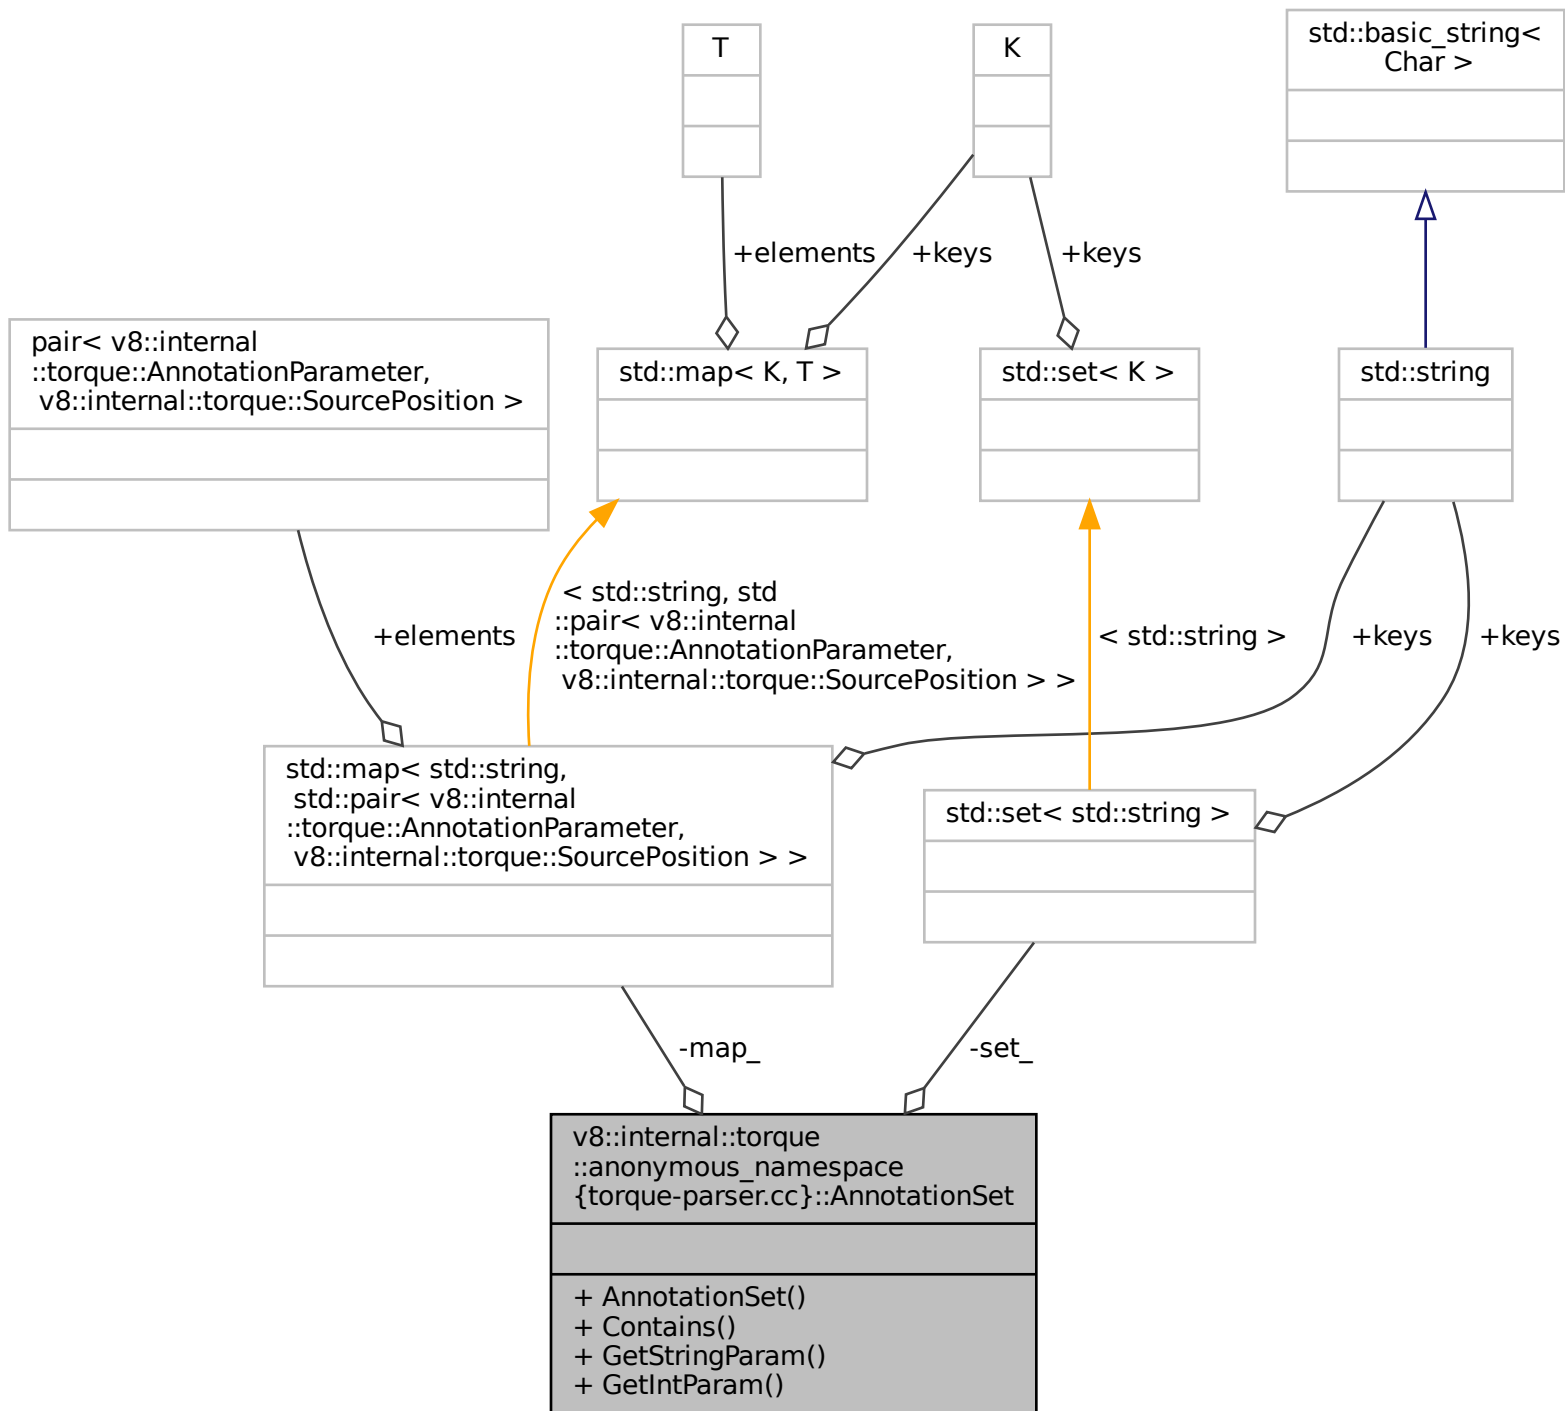 T
K
std::basic_string<
Char >
+elements
+keys
+keys
pair< v8::internal
::torque::AnnotationParameter,
v8::internal::torque::SourcePosition >
std::map< K, T >
std::set< K >
std::string
+elements
< std::string, std
::pair< v8::internal
::torque::AnnotationParameter,
v8::internal::torque::SourcePosition > >
< std::string >
+keys
+keys
std::map< std::string,
std::pair< v8::internal
::torque::AnnotationParameter,
v8::internal::torque::SourcePosition > >
std::set< std::string >
-map_
-set_
v8::internal::torque
::anonymous_namespace
{torque-parser.cc}::AnnotationSet
+ AnnotationSet()
+ Contains()
+ GetStringParam()
+ GetIntParam()